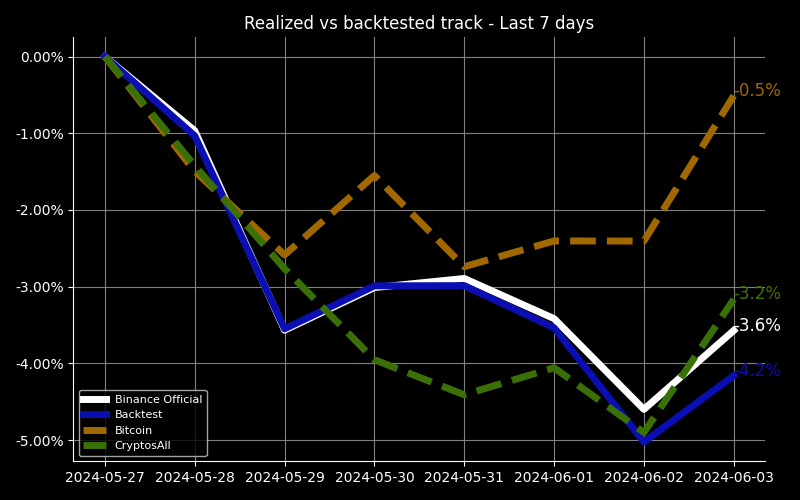 Realized vs backtested track - Last 7 days
0.00%
-1.00%
-2.00%
-3.00%
-4.00%
-5.00%
-0.5%
-3.2%
-3.6%
-4.2%
Binance Official
Backtest
Bitcoin
CryptosAll
2024-05-27 2024-05-28 2024-05-29 2024-05-30 2024-05-31 2024-06-01 2024-06-02 2024-06-03